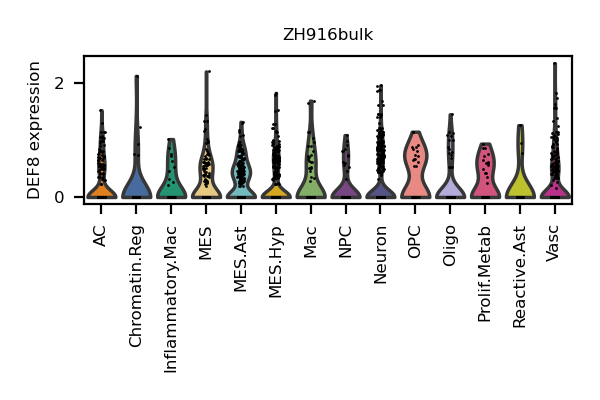 ZH916bulk
DEF8 expression
2
0
AC
Chromatin.Reg
Inflammatory.Mac
MES
MES.Ast
MES.Hyp
Mac
NPC
Neuron
OPC
Oligo
Prolif.Metab
Reactive.Ast
Vasc